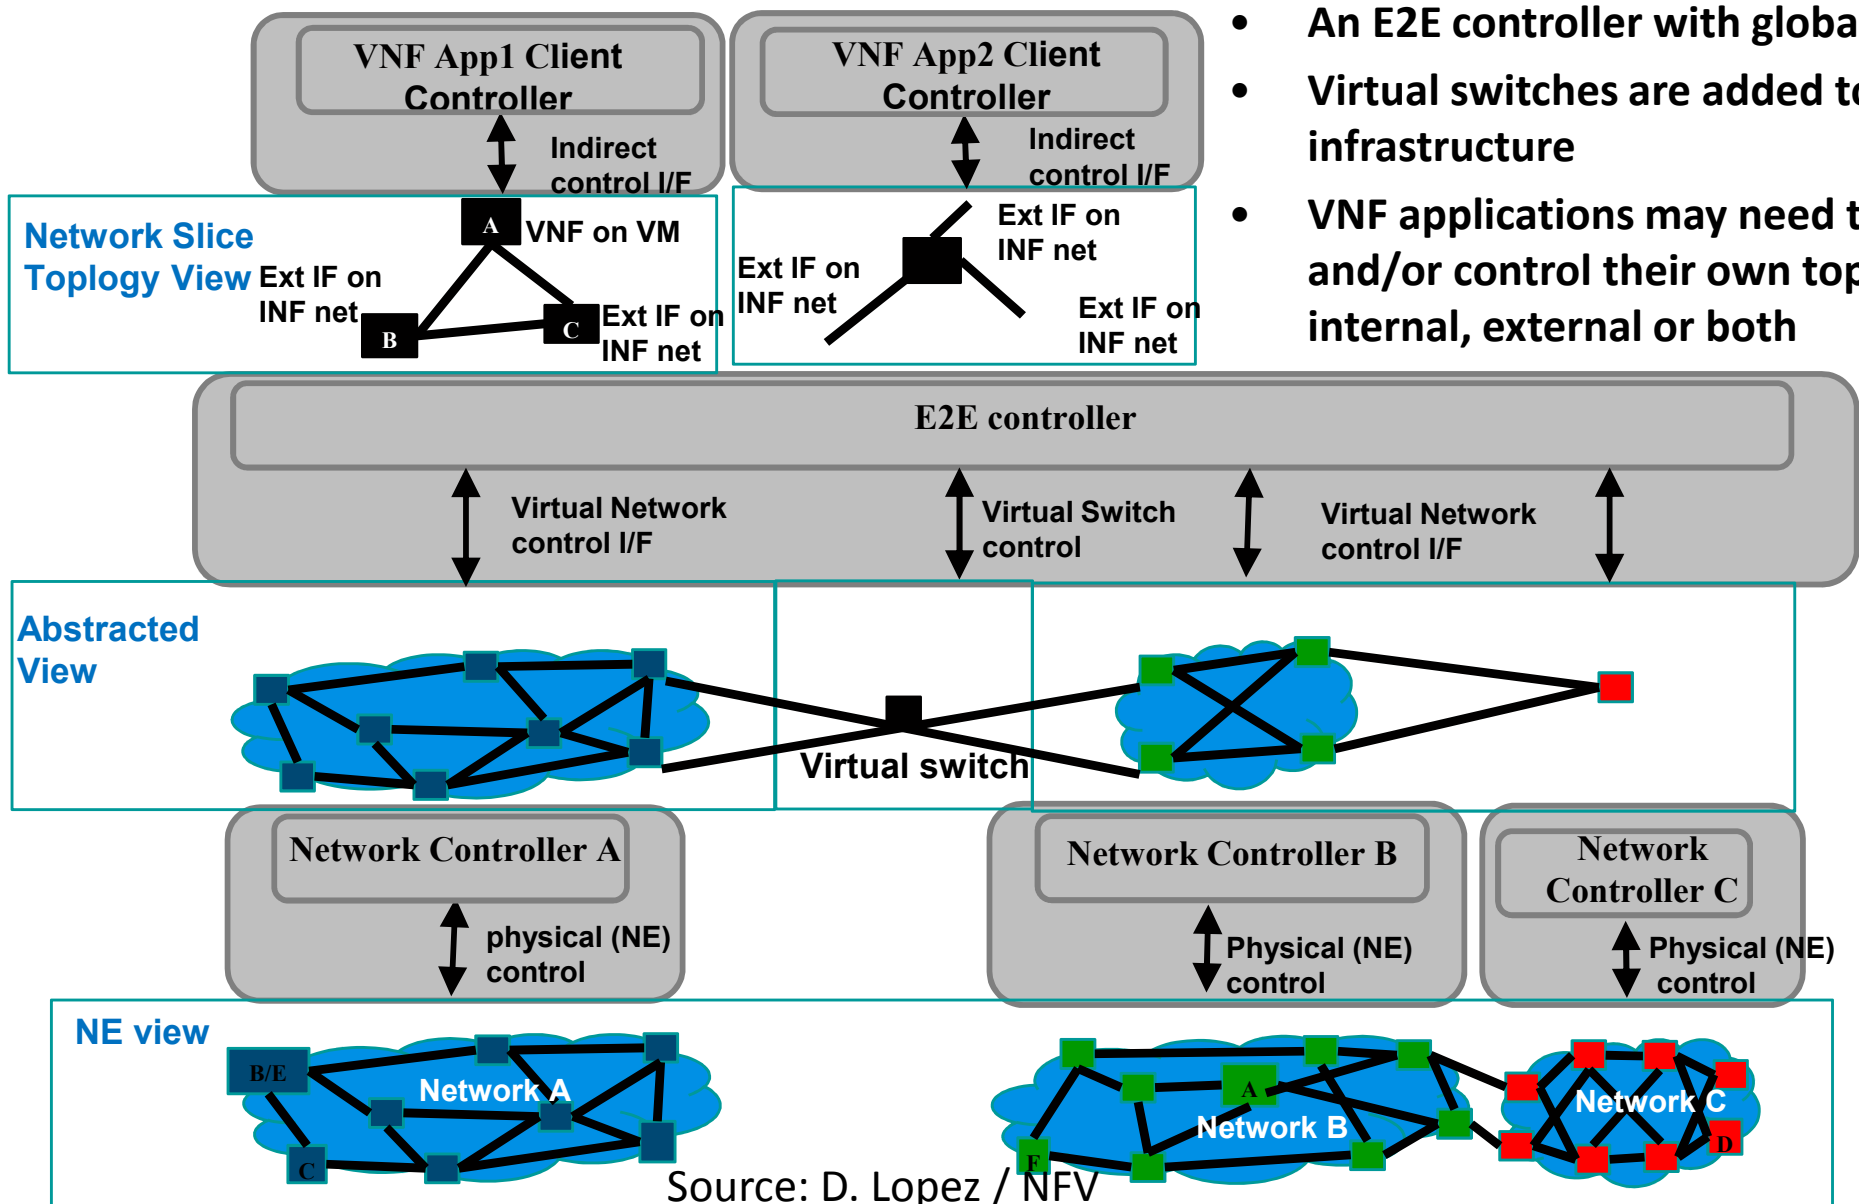 VNF App1 Client
Controller
Indirect
control I/F
VNF App2 Client
Controller
Indirect
control I/F
• An E2E controller with globa
• Virtual switches are added to
infrastructure
• VNF applications may need t
and/or control their own top
internal, external or both
Network Slice
Toplogy View
A
VNF on VM
Ext IF on
INF net
B
C
Ext IF on
INF net
Ext IF on
INF net
Ext IF on
INF net
Ext IF on
INF net
E2E controller
Virtual Network
control I/F
Virtual Switch
control
Virtual Network
control I/F
Abstracted
View
Virtual switch
Network Controller A
physical (NE)
control
Network Controller B
Physical (NE)
control
Network
Controller C
Physical (NE)
control
NE view
B/E
Network A
C
A
Network B
F
Network C
D
Source: D. Lopez / NFV